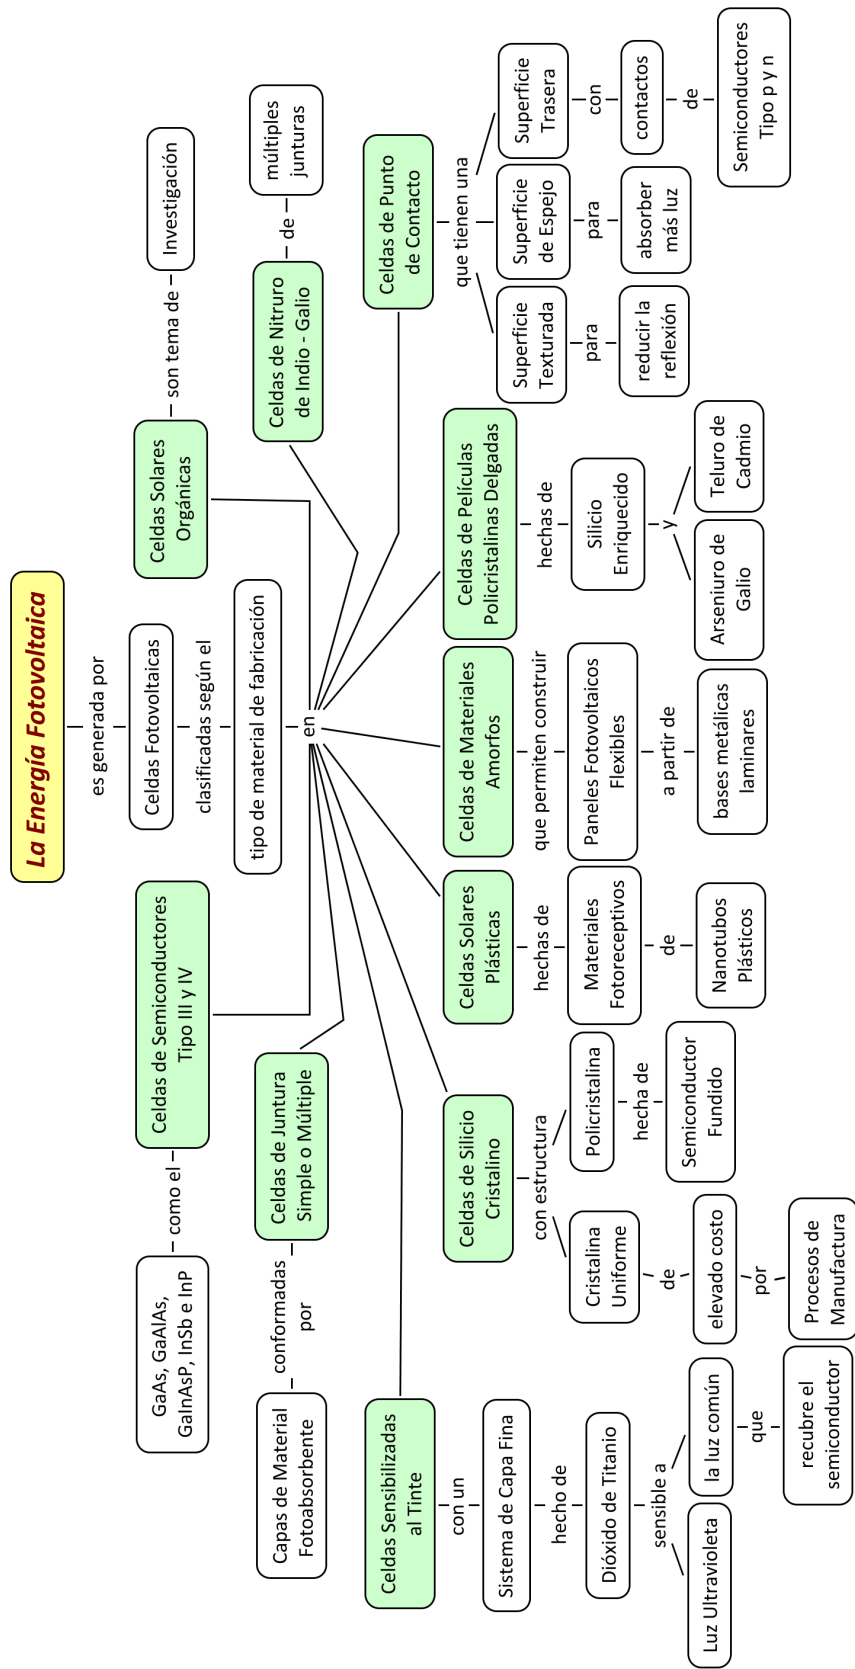 La Energía Fotovoltaica
es generada por
Celdas Fotovoltaicas
clasificadas según el
tipo de material de fabricación
en
Celdas de Semiconductores
Tipo III y IV
como el
GaAs, GaAlAs,
GaInAsP, InSb e InP
Celdas Solares
Orgánicas
son tema de
Investigación
Celdas de Juntura
Simple o Múltiple
conformadas
por
Capas de Material
Fotoabsorbente
Celdas de Nitruro
de Indio - Galio
de
múltiples
junturas
Celdas Sensibilizadas
al Tinte
con un
Sistema de Capa Fina
hecho de
Dióxido de Titanio
sensible a
Luz Ultravioleta
la luz común
que
recubre el
semiconductor
Celdas de Silicio
Cristalino
con estructura
Cristalina
Uniforme
de
elevado costo
por
Procesos de
Manufactura
Policristalina
hecha de
Semiconductor
Fundido
Celdas Solares
Plásticas
hechas de
Materiales
Fotoreceptivos
de
Nanotubos
Plásticos
Celdas de Materiales
Amorfos
que permiten construir
Paneles Fotovoltaicos
Flexibles
a partir de
bases metálicas
laminares
Celdas de Películas
Policristalinas Delgadas
hechas de
Silicio
Enriquecido
y
Arseniuro de
Galio
Teluro de
Cadmio
Celdas de Punto
de Contacto
que tienen una
Superficie
Texturada
para
reducir la
reflexión
Superficie
de Espejo
para
absorber
más luz
Superficie
Trasera
con
contactos
de
Semiconductores
Tipo p y n